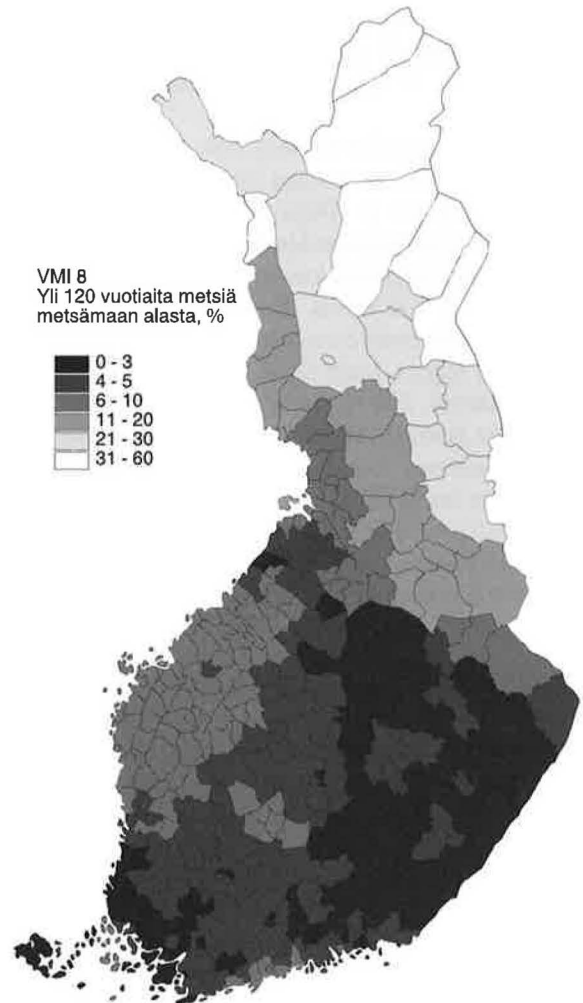 VMI 8
Yli 120 vuotiaita metsiä
metsämaan alasta, %
0 - 3
4 - 5
6 - 10
11 - 20
21 - 30
31 - 60